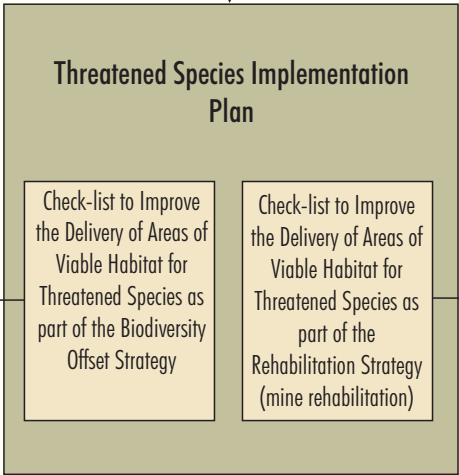 Threatened Species Implementation
Plan
Check-list to Improve
the Delivery of Areas of
Viable Habitat for
Threatened Species as
part of the Biodiversity
Offset Strategy
Check-list to Improve
the Delivery of Areas of
Viable Habitat for
Threatened Species as
part of the
Rehabilitation Strategy
(mine rehabilitation)